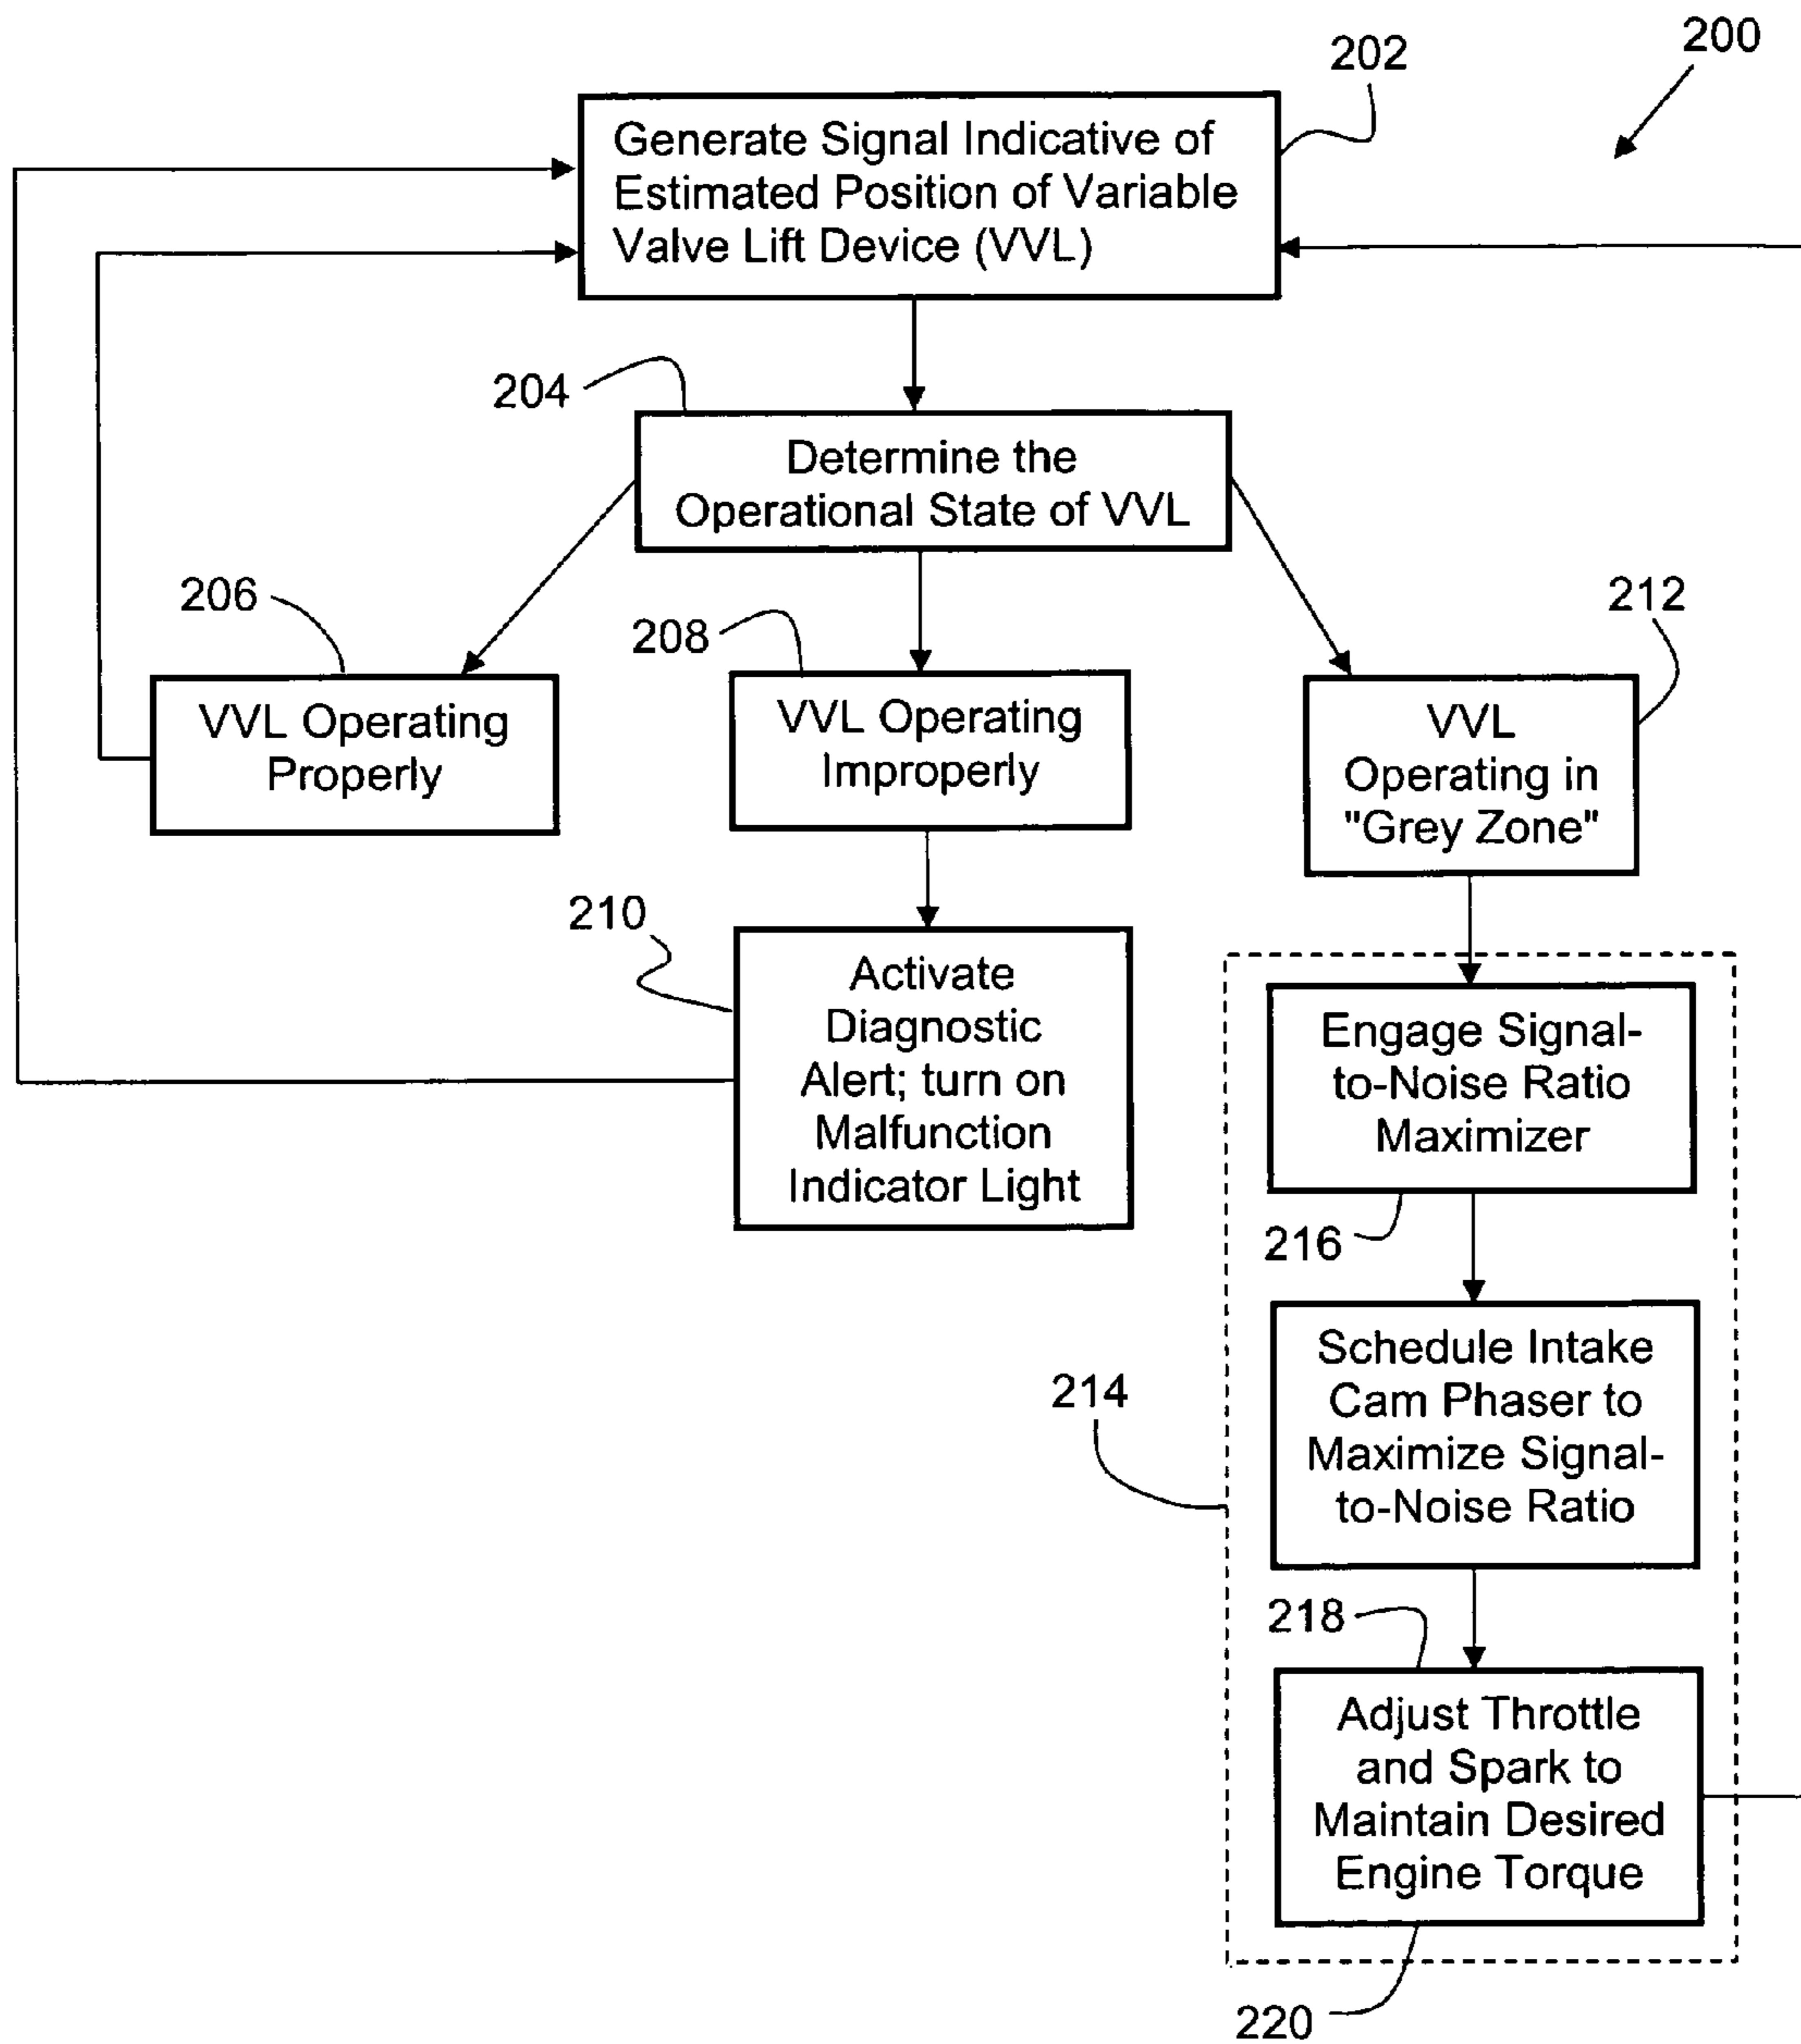 200
202
Generate Signal Indicative of
Estimated Position of Variable
Valve Lift Device (VVL)
204
Determine the
Operational State of VVL
206
VVL Operating
Properly
208
VVL Operating
Improperly
212
VVL
Operating in
"Grey Zone"
210
Activate
Diagnostic
Alert; turn on
Malfunction
Indicator Light
Engage Signal-
to-Noise Ratio
Maximizer
216
214
Schedule Intake
Cam Phaser to
Maximize Signal-
to-Noise Ratio
218
Adjust Throttle
and Spark to
Maintain Desired
Engine Torque
220